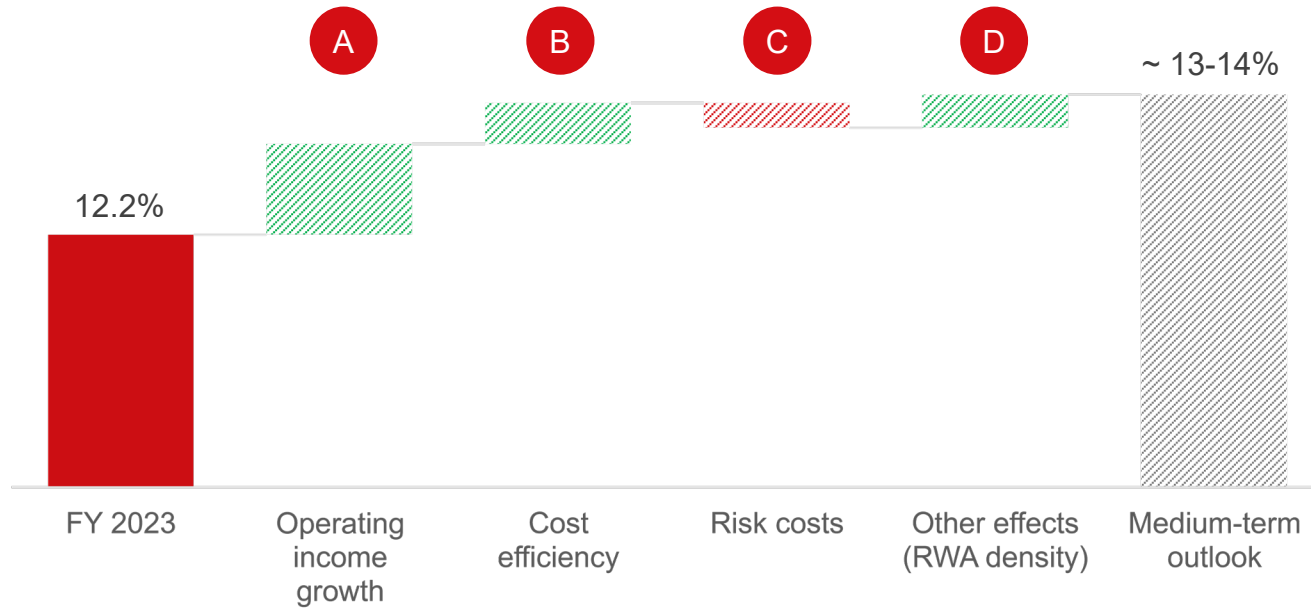 A
B
C
D
~ 13-14%
12.2%
FY 2023
Operating
income
growth
Cost
efficiency
Risk costs
Other effects
(RWA density)
Medium-term
outlook